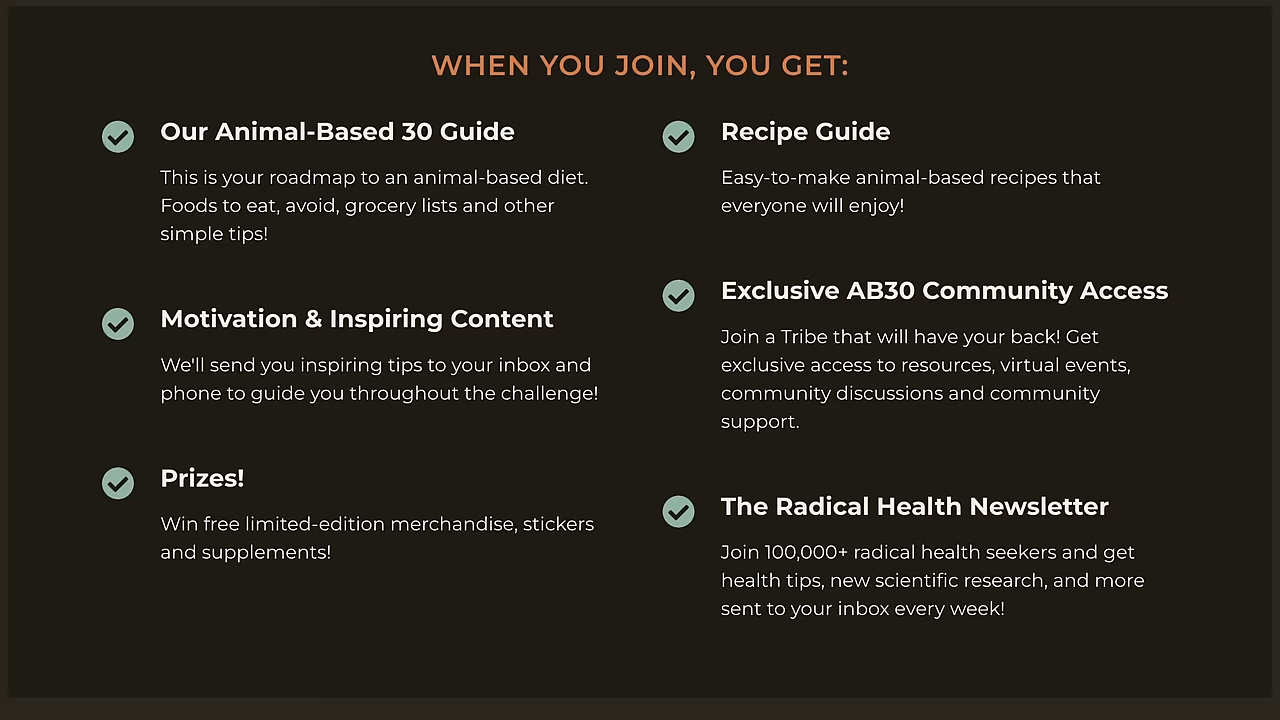 WHEN YOU JOIN, YOU GET:
Our Animal-Based 30 Guide
This is your roadmap to an animal-based diet.
Foods to eat, avoid, grocery lists and other
simple tips!
Motivation & Inspiring Content
We'll send you inspiring tips to your inbox and
phone to guide you throughout the challenge!
Prizes!
Win free limited-edition merchandise, stickers
and supplements!
Recipe Guide
Easy-to-make animal-based recipes that
everyone will enjoy!
Exclusive AB30 Community Access
Join a Tribe that will have your back! Get
exclusive access to resources, virtual events,
community discussions and community
support.
The Radical Health Newsletter
Join 100,000+ radical health seekers and get
health tips, new scientific research, and more
sent to your inbox every week!